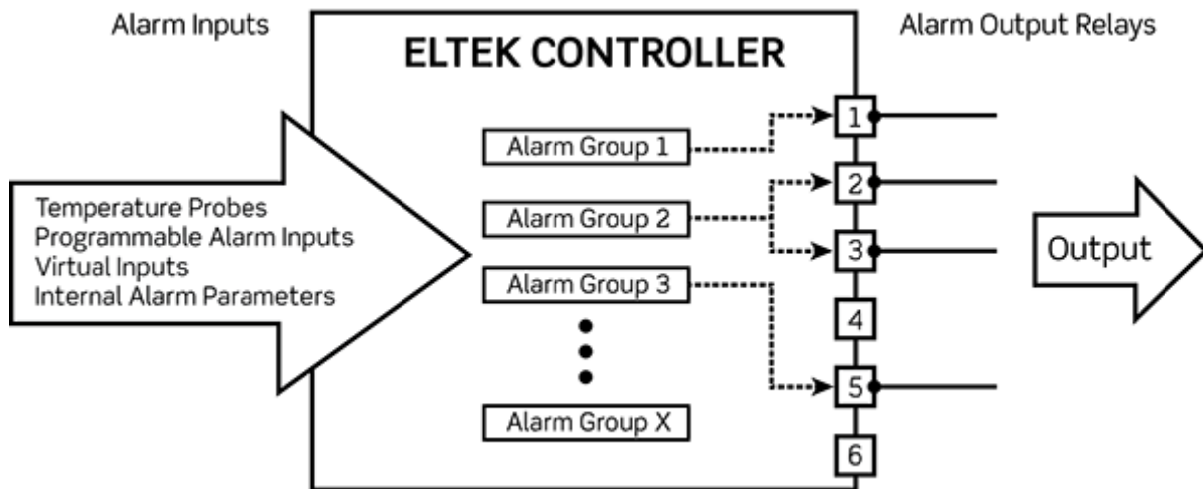 Alarm Inputs
ELTEK CONTROLLER
Alarm Output Relays
Temperature Probes
Programmable Alarm Inputs
Virtual Inputs
Internal Alarm Parameters
Alarm Group 1
Alarm Group 2
Alarm Group 3
Alarm Group X
1
2
3
4
5
6
Output